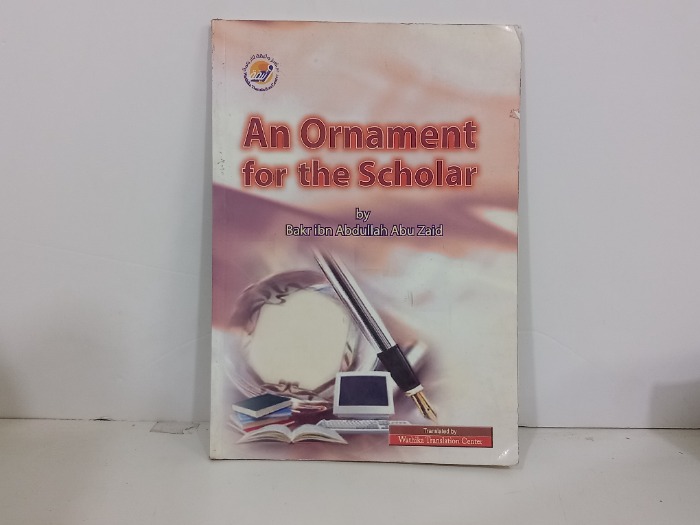 An Ornament
for the Scholar
by
Bakr ibn Abdullah Abu Zaid
Translated by
Wathika Translation Center